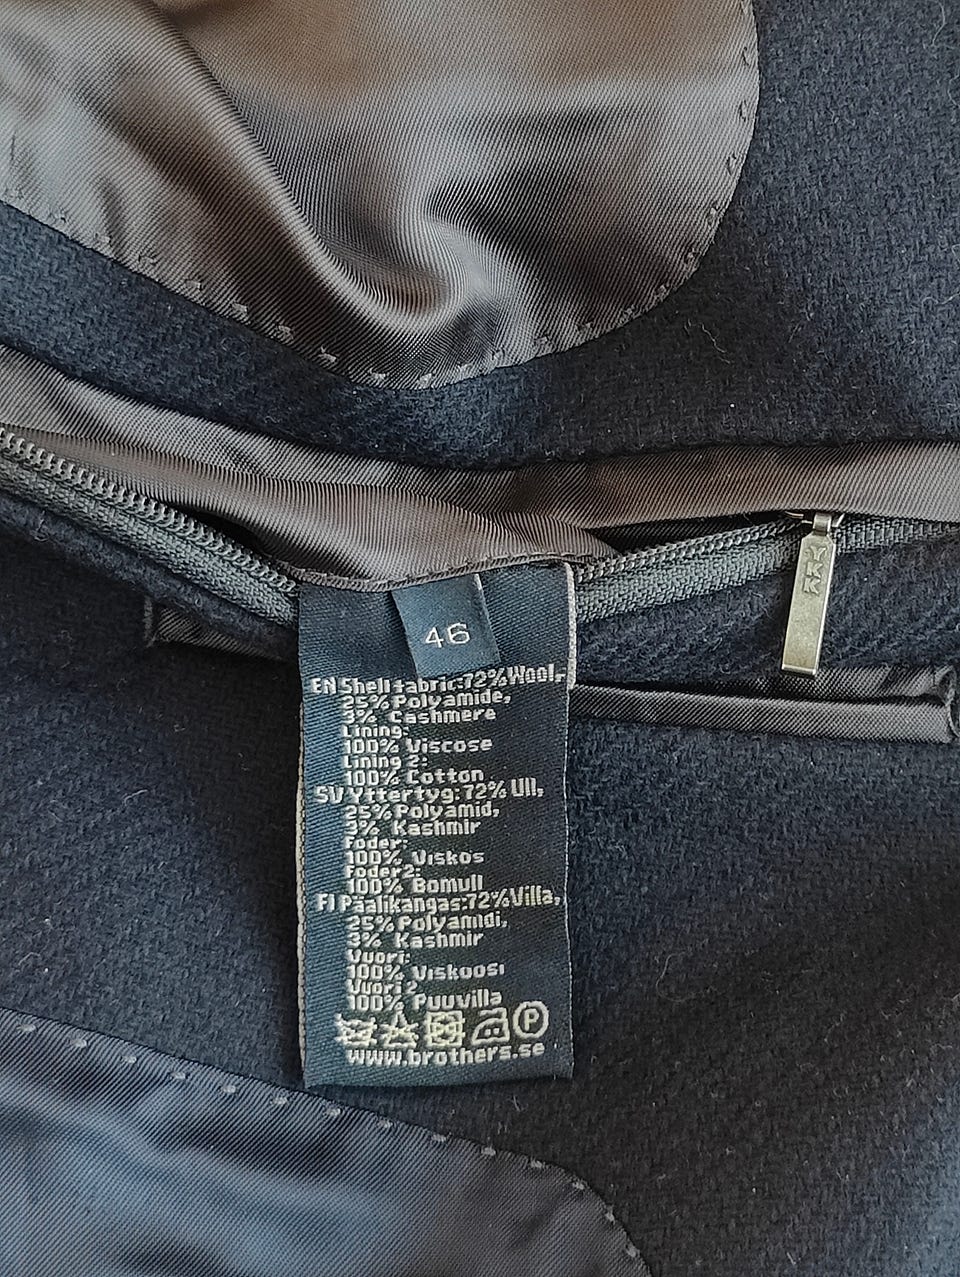 YKK
46
EN Shell fabric:72%Wool,
25% Polyamide,
3% Cashmere
Lining:
100% Viscose
Lining 2:
100% Cotton
SV Yttertyg:72% Ull,
25% Polyamid,
3% Kashmir
Foder:
100% Viskos
Foder2:
100% Bomull
FI Päälikangas:72%Villa,
25% Polyamidi,
3% Kashmir
Vuori:
100% Viskoosi
Vuori 2
100% Puuvilla
P
www.brothers.se